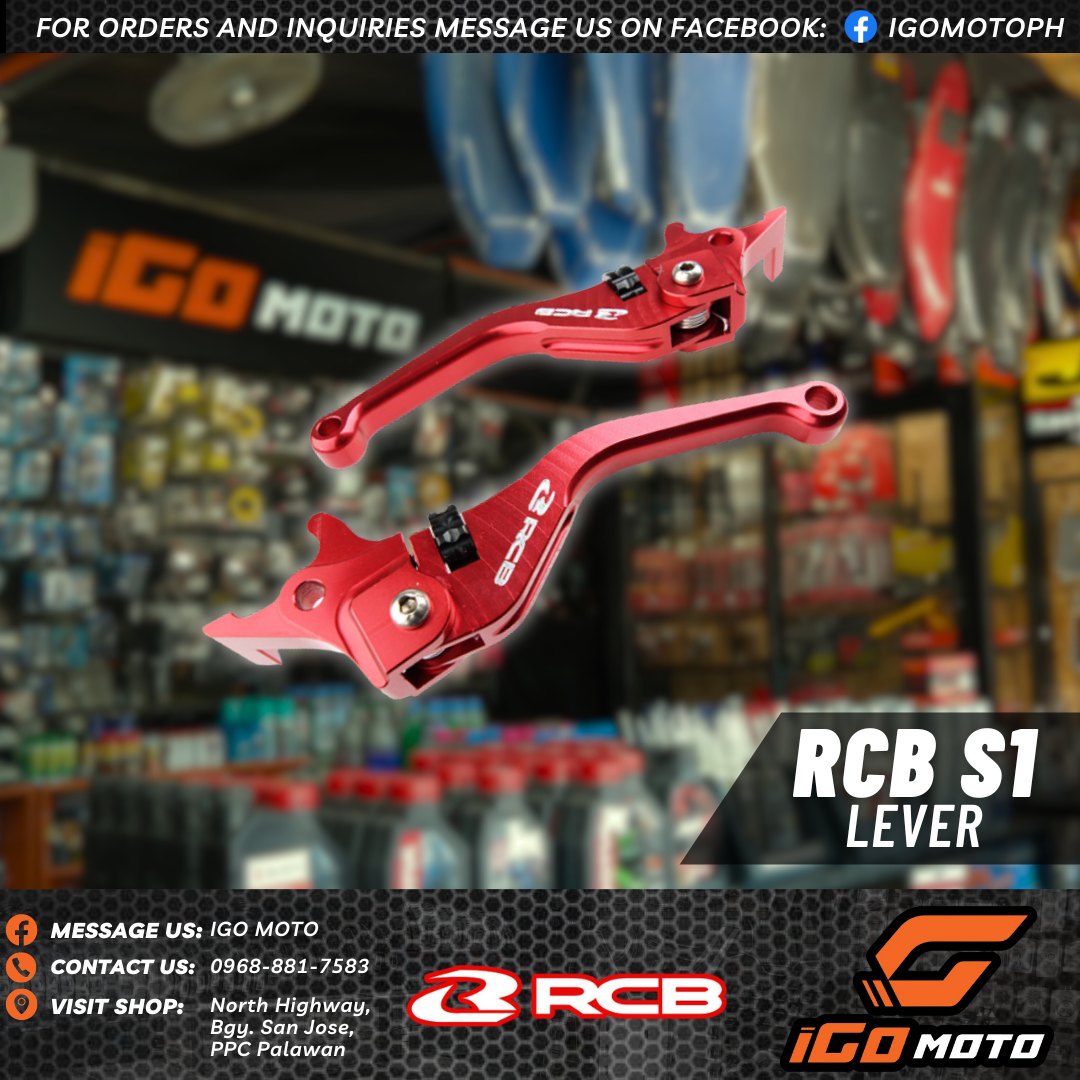 FOR ORDERS AND INQUIRIES MESSAGE US ON FACEBOOK: IGOMOTOPH
iGO MOTO
RCB
RCB
RCB S1
LEVER
MESSAGE US: IGO MOTO
CONTACT US: 0968-881-7583
VISIT SHOP: North Highway,
Bgy. San Jose,
PPC Palawan
RCB
iGO MOTO